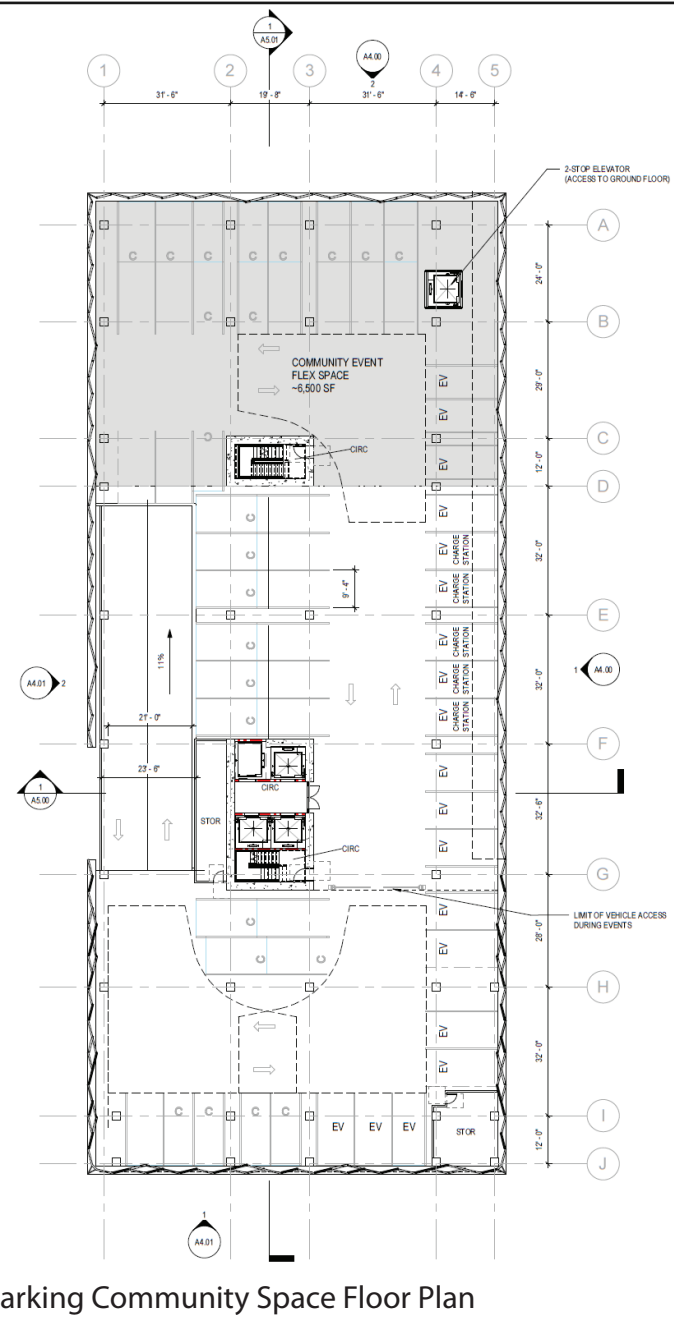 1
A5.01
A4.00
2
1 2 3 4 5
31' - 6" 19' - 8" 31' - 6" 14' - 6"
2-STOP ELEVATOR
(ACCESS TO GROUND FLOOR)
A
C C C C C C C C
24' - 0"
C C
B
COMMUNITY EVENT
FLEX SPACE
~6,500 SF
EV
29' - 0"
EV
C
C
CIRC
EV
12' - 0"
D
C
EV
C
EV CHARGE STATION
32' - 0"
C
EV CHARGE STATION
9' - 4"
E
C
EV CHARGE STATION
C
EV CHARGE STATION
32' - 0"
C
EV CHARGE STATION
11%
A4.01 2
1 A4.00
21' - 0"
F
23' - 6"
EV
1
A5.00
CIRC
EV
32' - 6"
STOR
EV
CIRC
G
C
EV
LIMIT OF VEHICLE ACCESS
DURING EVENTS
28' - 0"
C C
EV
H
EV
32' - 0"
EV
C C C C
I
EV EV EV
STOR
12' - 0"
J
1
A4.01
arking Community Space Floor Plan